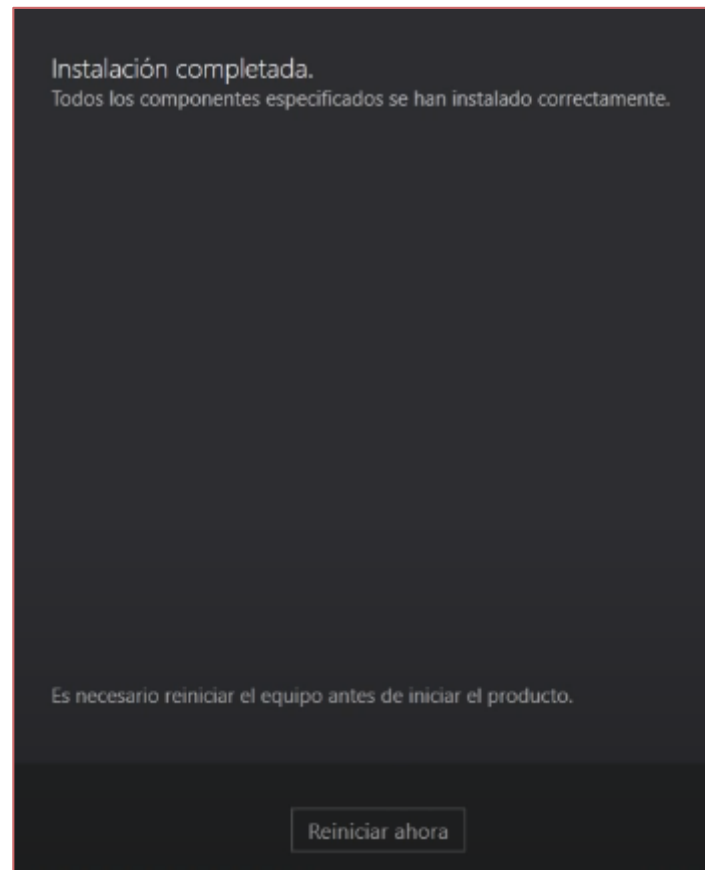 Instalación completada.
Todos los componentes especificados se han instalado correctamente.
Es necesario reiniciar el equipo antes de iniciar el producto.
Reiniciar ahora